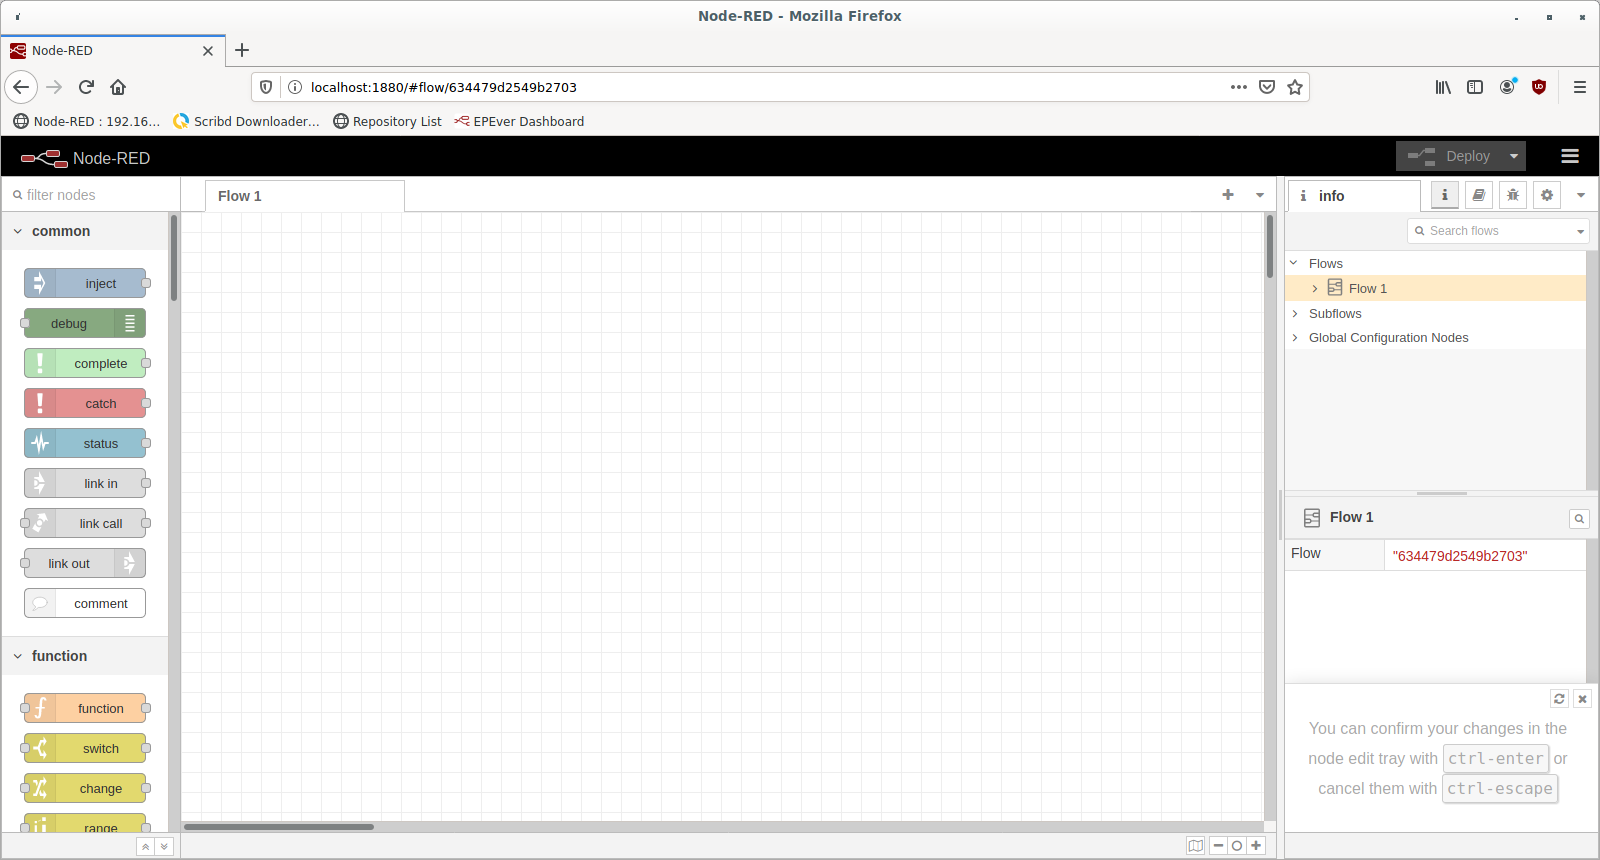 Node-RED - Mozilla Firefox
Node-RED
localhost:1880/#flow/634479d2549b2703
Node-RED : 192.16... Scribd Downloader... Repository List EPEver Dashboard
Node-RED Deploy
filter nodes
Flow 1
info
common
Search flows
Flows
Flow 1
Subflows
Global Configuration Nodes
inject
debug
complete
catch
status
link in
link call
link out
comment
function
function
switch
change
range
Flow 1
Flow "634479d2549b2703"
You can confirm your changes in the
node edit tray with ctrl-enter or
cancel them with ctrl-escape